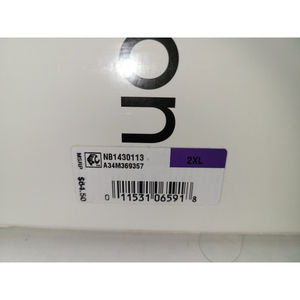 on
NB1430113
A34M369357
2XL
MSRP
$64.50
0 11531 06591 8